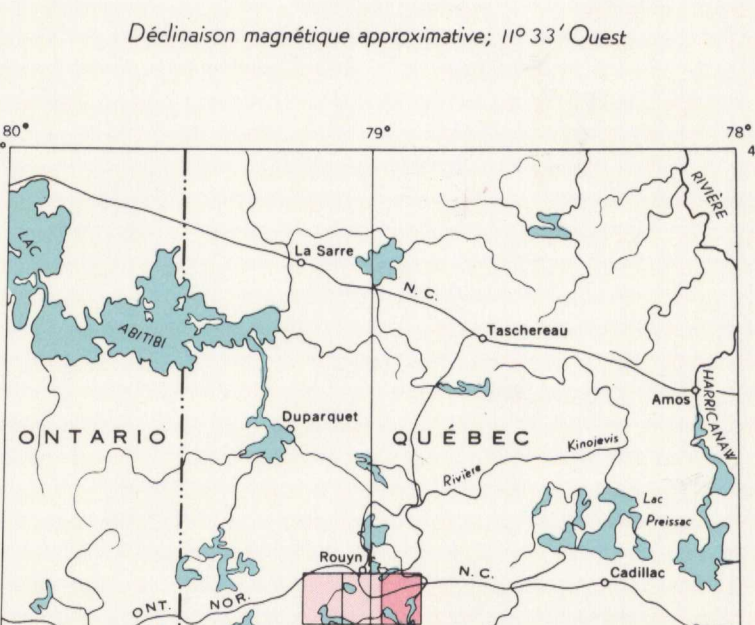 Déclinaison magnétique approximative; 11° 33′ Ouest
80° 79° 78°
RIVIÈRE
LAC
La Sarre
N. C.
ABITIBI
Taschereau
Amos
HARRICANAW
Duparquet
ONTARIO QUÉBEC
Kinojevis
Rivière
Lac
Preissac
Rouyn
N. C.
Cadillac
ONT. NOR.